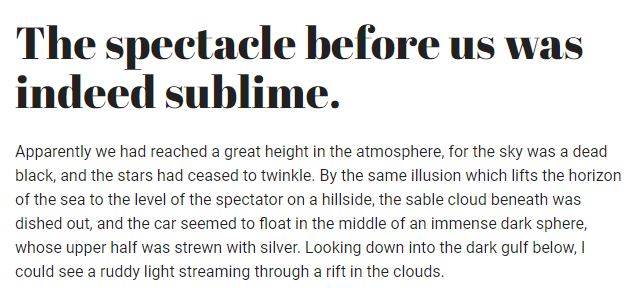 The spectacle before us was
indeed sublime.
Apparently we had reached a great height in the atmosphere, for the sky was a dead
black, and the stars had ceased to twinkle. By the same illusion which lifts the horizon
of the sea to the level of the spectator on a hillside, the sable cloud beneath was
dished out, and the car seemed to float in the middle of an immense dark sphere,
whose upper half was strewn with silver. Looking down into the dark gulf below, I
could see a ruddy light streaming through a rift in the clouds.